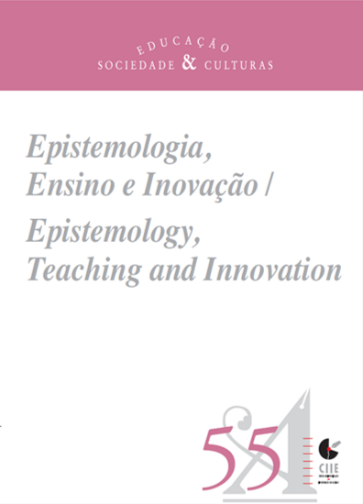 EDUCAÇÃO
SOCIEDADE & CULTURAS
Epistemologia,
Ensino e Inovação /
Epistemology,
Teaching and Innovation
55
CIIE